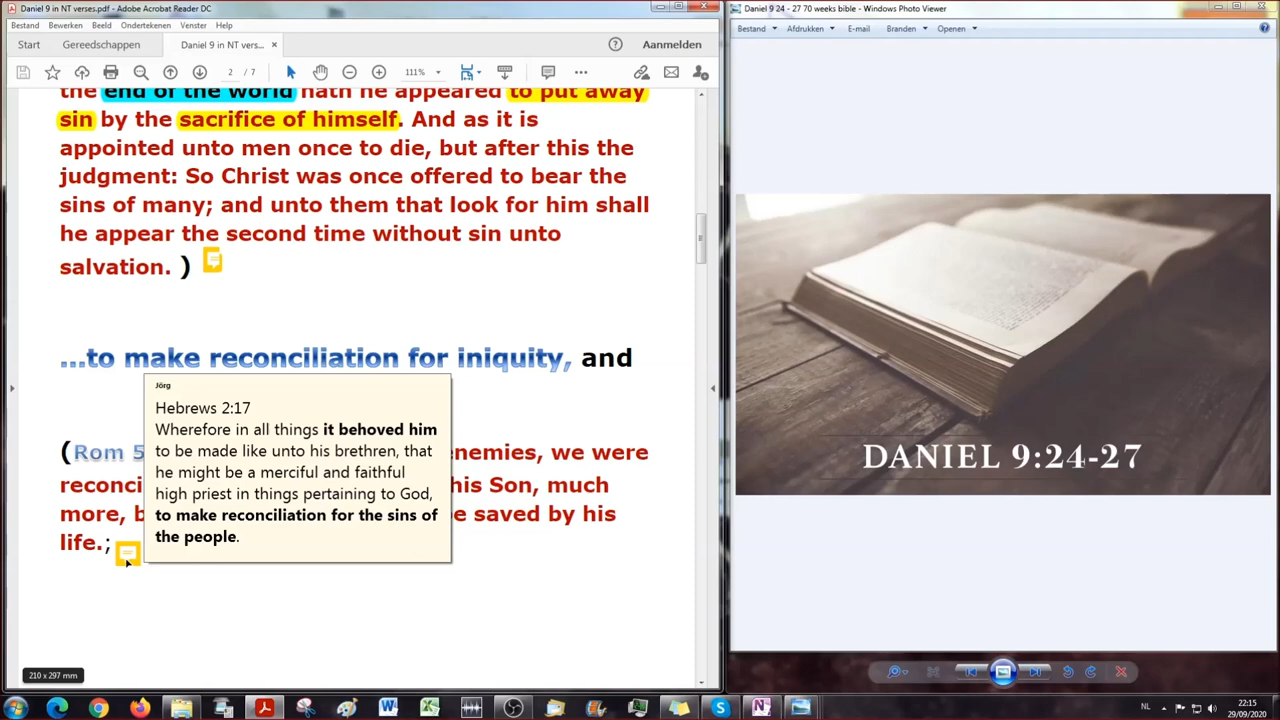 Daniel 9 in NT verses.pdf - Adobe Acrobat Reader DC
Bestand Bewerken Beeld Ondertekenen Venster Help
Start Gereedschappen Daniel 9 in NT vers... × Aanmelden
2 / 7 111%
the end of the world hath he appeared to put away
sin by the sacrifice of himself. And as it is
appointed unto men once to die, but after this the
judgment: So Christ was once offered to bear the
sins of many; and unto them that look for him shall
he appear the second time without sin unto
salvation. )
...to make reconciliation for iniquity, and
Jörg
Hebrews 2:17
Wherefore in all things it behoved him
to be made like unto his brethren, that
he might be a merciful and faithful
high priest in things pertaining to God,
to make reconciliation for the sins of
the people.
(Rom 5 enemies, we were
reconci his Son, much
more, b be saved by his
life.;
210 x 297 mm
Daniel 9 24 - 27 70 weeks bible - Windows Photo Viewer
Bestand Afdrukken E-mail Branden Openen
DANIEL 9:24-27
NL 22:15
29/09/2020